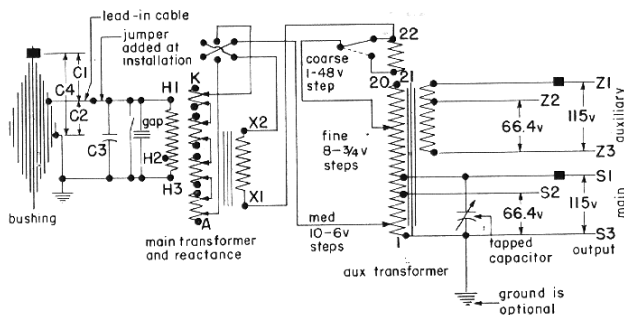 lead-in cable
jumper
added at
installation
C1
C4
C2
C3
gap
H1
H2
H3
bushing
K
A
X2
X1
main transformer
and reactance
22
coarse
1-48v
step
20
21
fine
8-3/4v
steps
med
10-6v
steps
1
aux transformer
Z1
Z2
Z3
66.4v
115v
auxiliary
S1
S2
S3
66.4v
115v
main
output
tapped
capacitor
ground is
optional